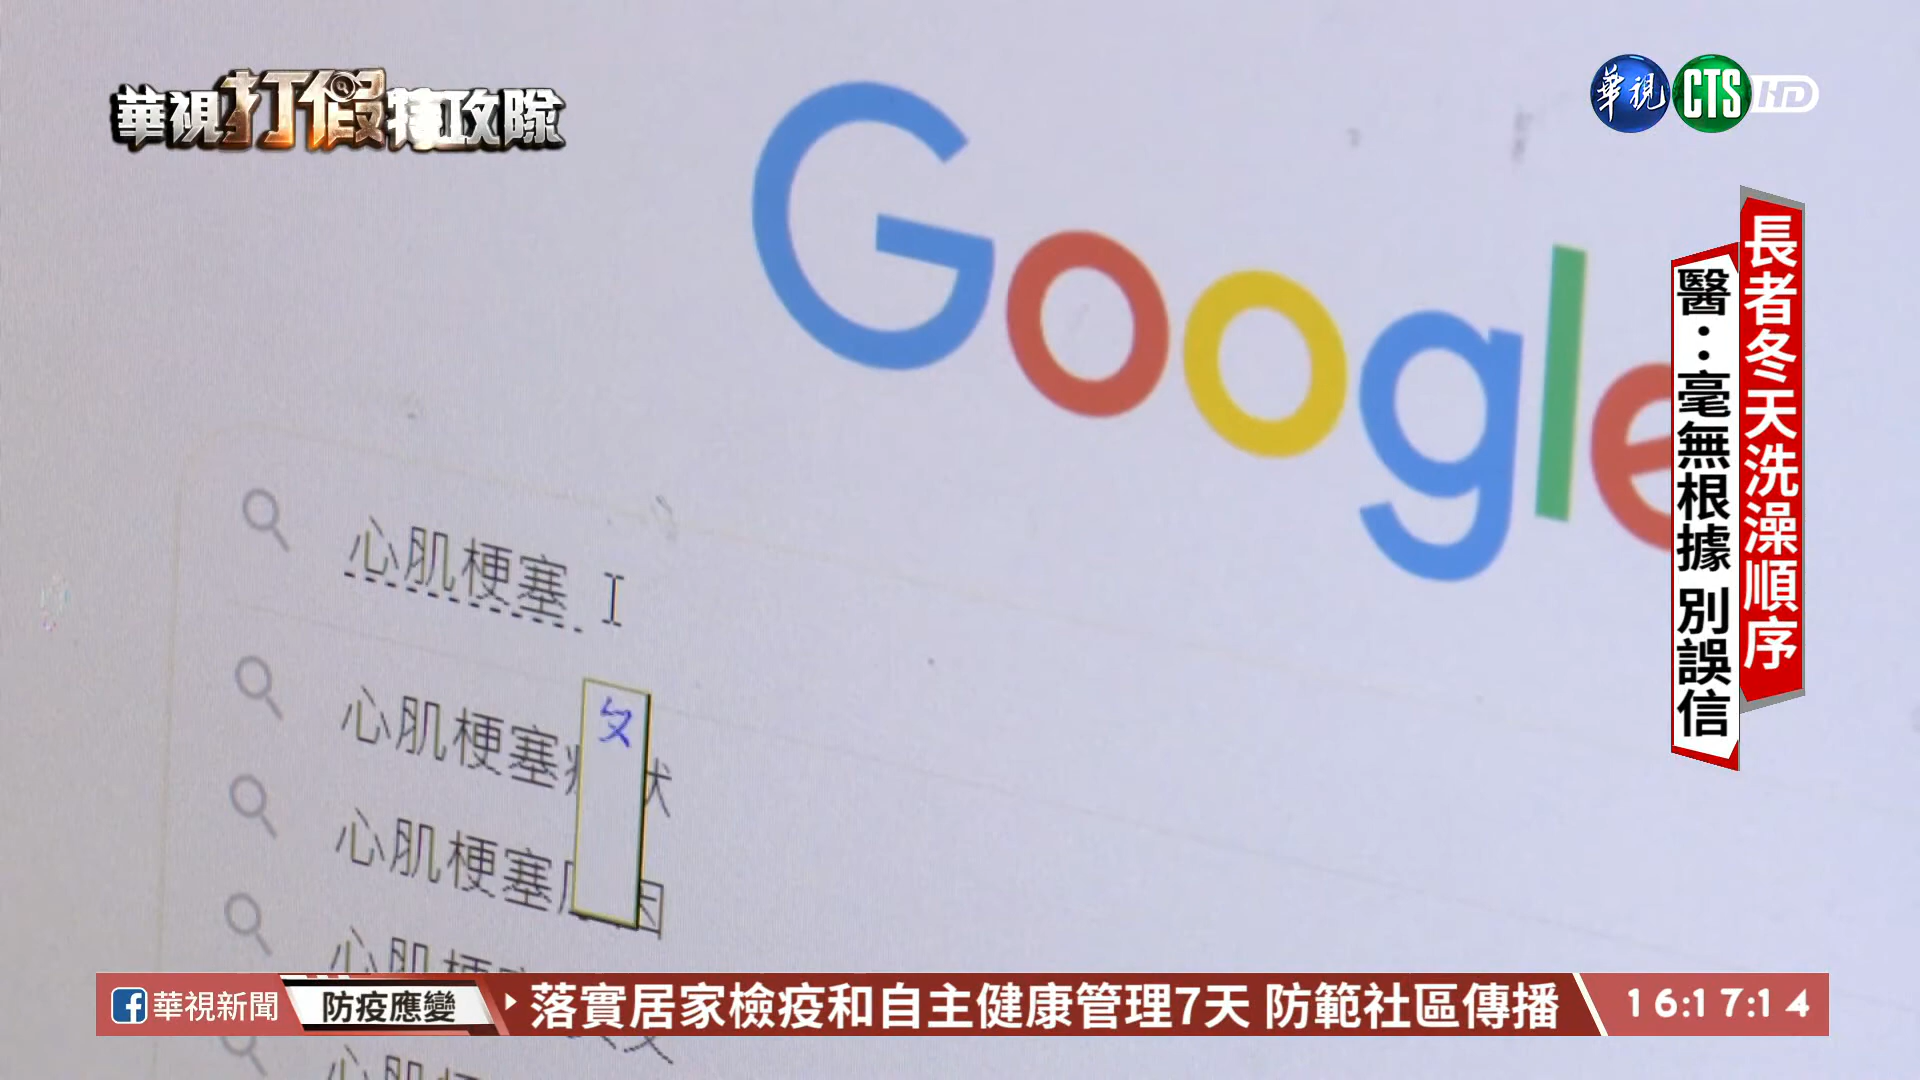 華視打假特攻隊
華視 CTS HD
Google
長者冬天洗澡順序
醫：毫無根據 別誤信
心肌梗塞
心肌梗塞
ㄆ
心肌梗塞
心肌梗
華視新聞
防疫應變
落實居家檢疫和自主健康管理7天 防範社區傳播
16:17:14